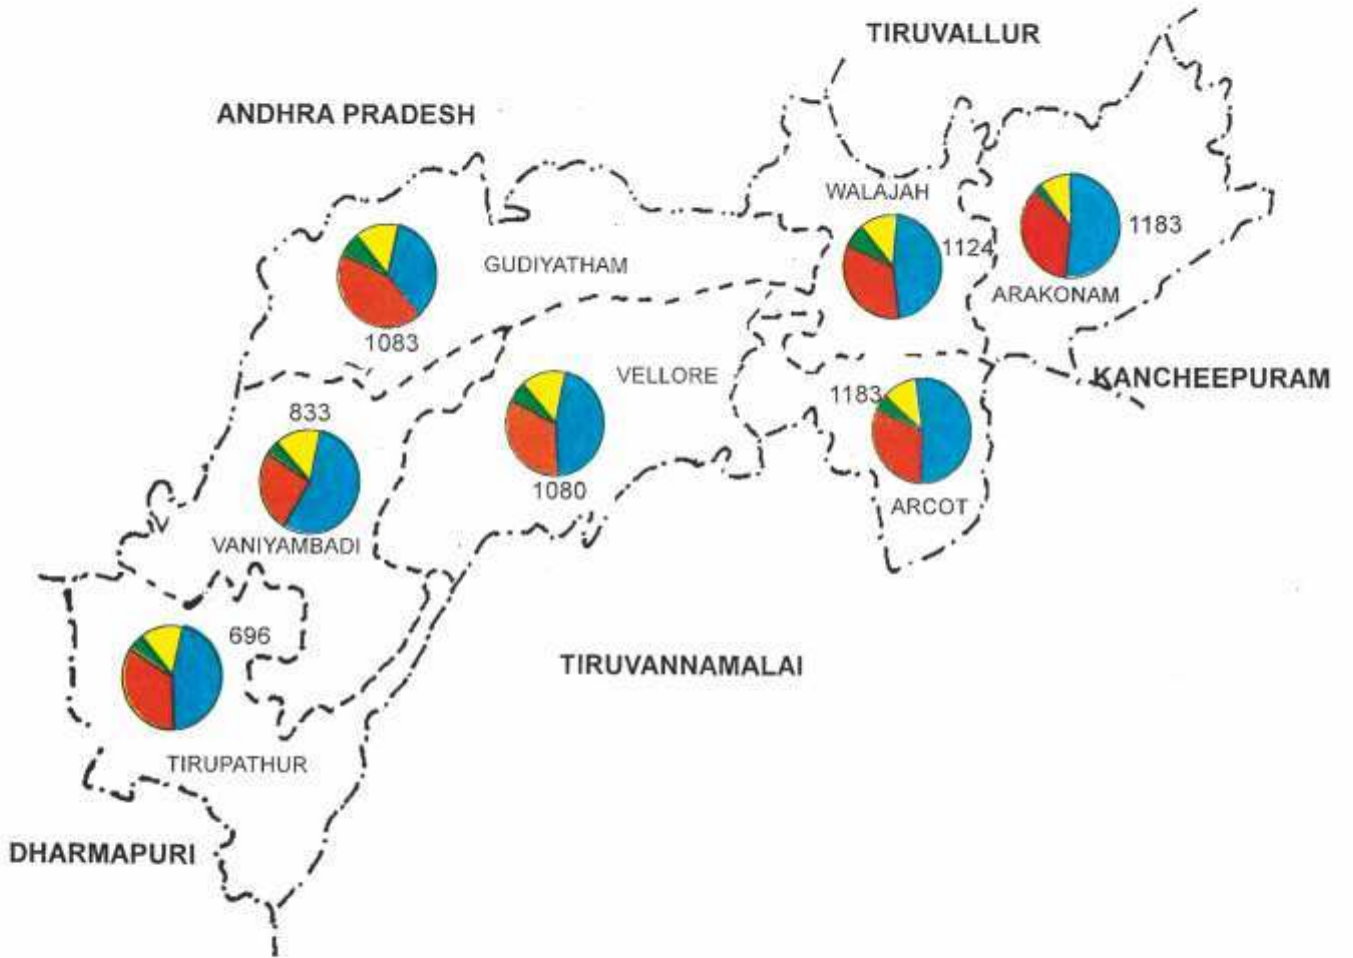 TIRUVALLUR
ANDHRA PRADESH
WALAJAH
1183
1124
GUDIYATHAM
ARAKONAM
1083
VELLORE
KANCHEEPURAM
833
1183
1080
ARCOT
VANIYAMBADI
696
TIRUVANNAMALAI
TIRUPATHUR
DHARMAPURI